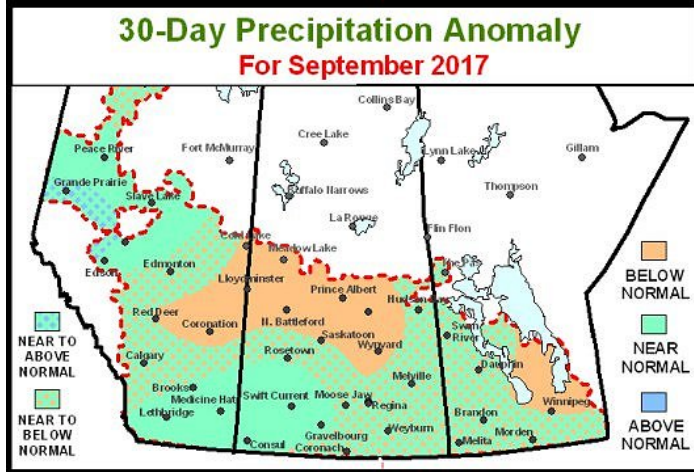 30-Day Precipitation Anomaly
For September 2017
Collins Bay
Peace River
Fort McMurray
Cree Lake
Lynn Lake
Gillam
Grande Prairie
Slave Lake
Buffalo Narrows
Thompson
La Ronge
Flin Flon
Cold Lake
Meadow Lake
The Pas
Edson
Edmonton
Lloydminster
Prince Albert
Hudson Bay
Red Deer
Coronation
N. Battleford
Saskatoon
Swan
River
Rosetown
Wynyard
Dauphin
Calgary
Melville
Brooks
Medicine Hat
Swift Current
Moose Jaw
Regina
Winnipeg
Lethbridge
Brandon
Weyburn
Gravelbourg
Morden
Consul
Coronach
Melita
NEAR TO
ABOVE
NORMAL
NEAR TO
BELOW
NORMAL
BELOW
NORMAL
NEAR
NORMAL
ABOVE
NORMAL